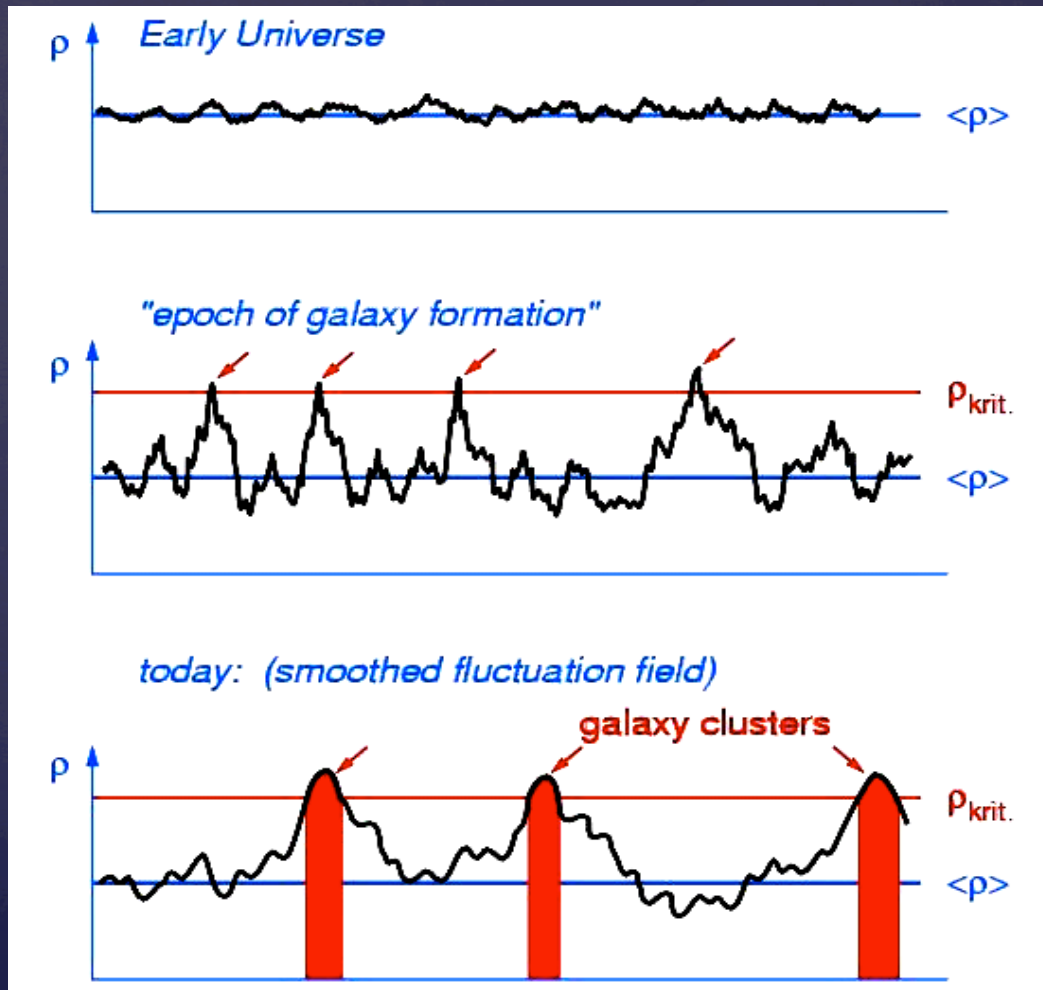 ρ Early Universe
<ρ>
"epoch of galaxy formation"
ρ
ρkrit.
<ρ>
today: (smoothed fluctuation field)
galaxy clusters
ρ
ρkrit.
<ρ>